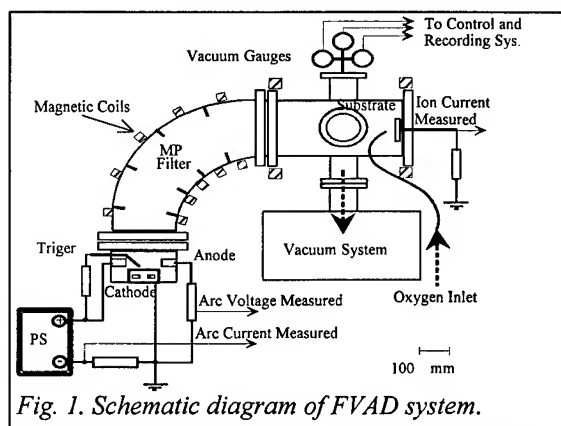 To Control and
Recording Sys.
Vacuum Gauges
Magnetic Coils
Substrate
Ion Current
Measured
MP
Filter
Triger
Anode
Cathode
Vacuum System
Oxygen Inlet
Arc Voltage Measured
Arc Current Measured
PS
+
-
100 mm
Fig. 1. Schematic diagram of FVAD system.